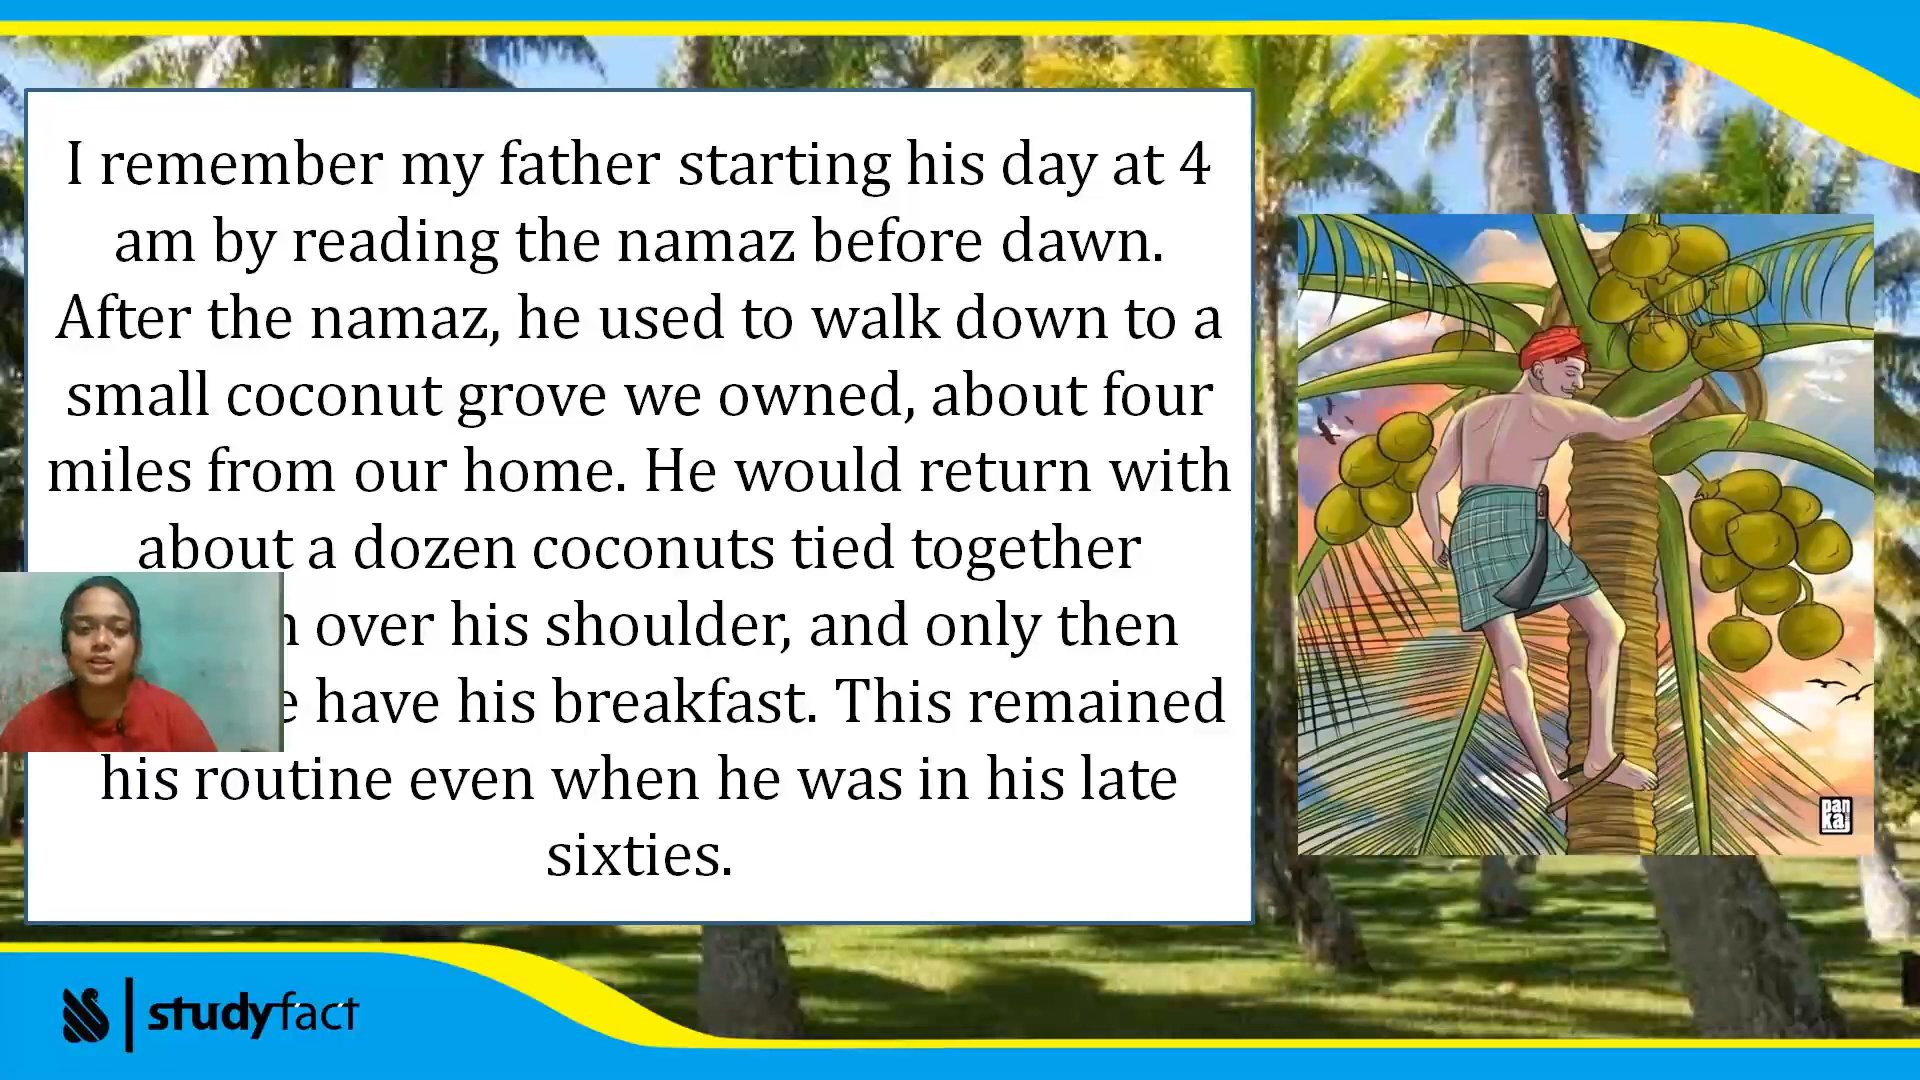 I remember my father starting his day at 4
am by reading the namaz before dawn.
After the namaz, he used to walk down to a
small coconut grove we owned, about four
miles from our home. He would return with
about a dozen coconuts tied together
over his shoulder, and only then
have his breakfast. This remained
his routine even when he was in his late
sixties.
pan
kaj
studyfact